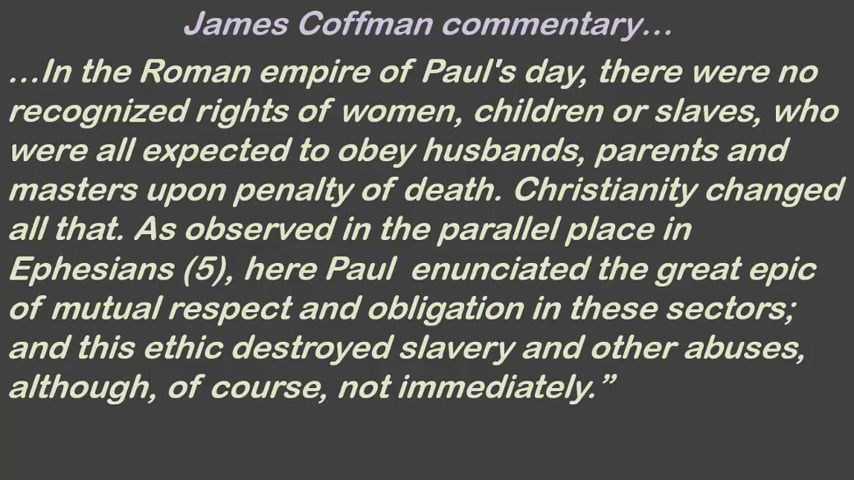 James Coffman commentary…
…In the Roman empire of Paul's day, there were no
recognized rights of women, children or slaves, who
were all expected to obey husbands, parents and
masters upon penalty of death. Christianity changed
all that. As observed in the parallel place in
Ephesians (5), here Paul enunciated the great epic
of mutual respect and obligation in these sectors;
and this ethic destroyed slavery and other abuses,
although, of course, not immediately.”